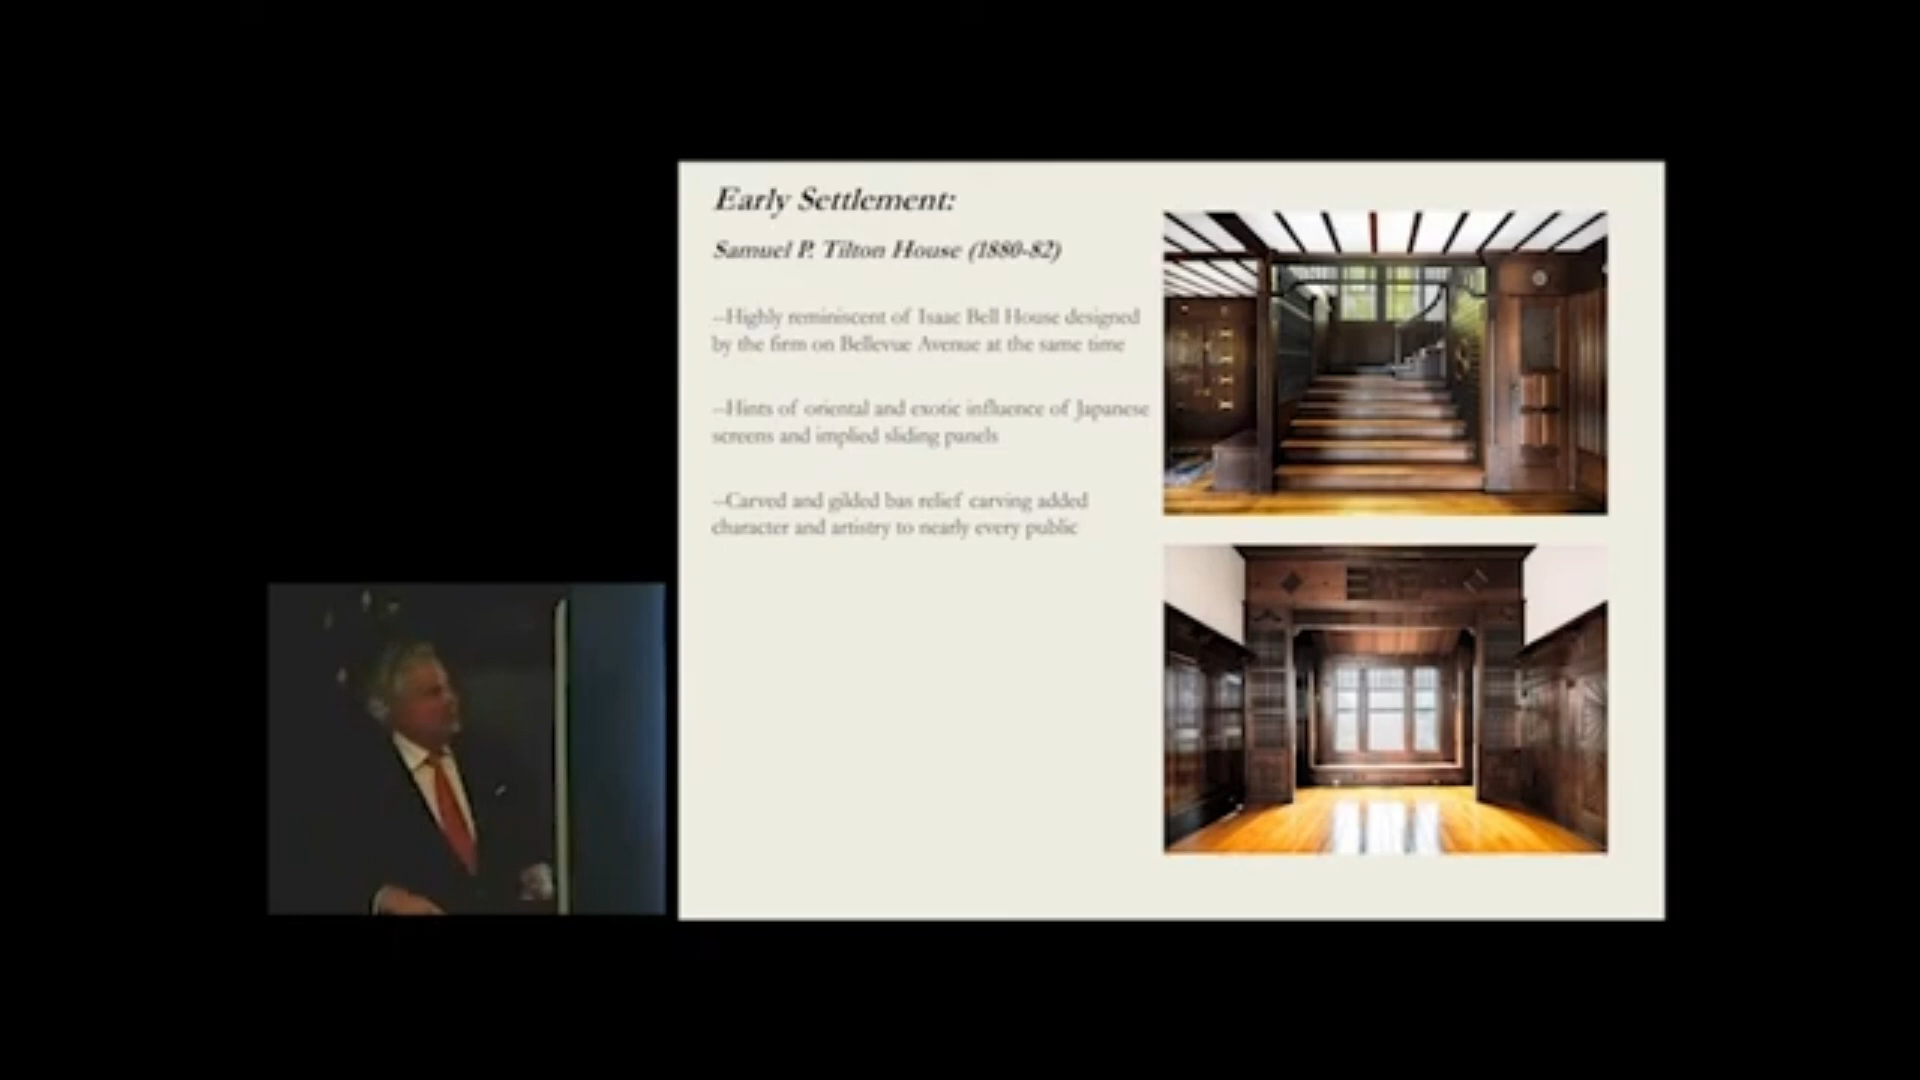 Early Settlement:
Samuel P. Tilton House (1880-82)
--Highly reminiscent of Isaac Bell House designed
by the firm on Bellevue Avenue at the same time
--Hints of oriental and exotic influence of Japanese
screens and implied sliding panels
--Carved and gilded bas relief carving added
character and artistry to nearly every public